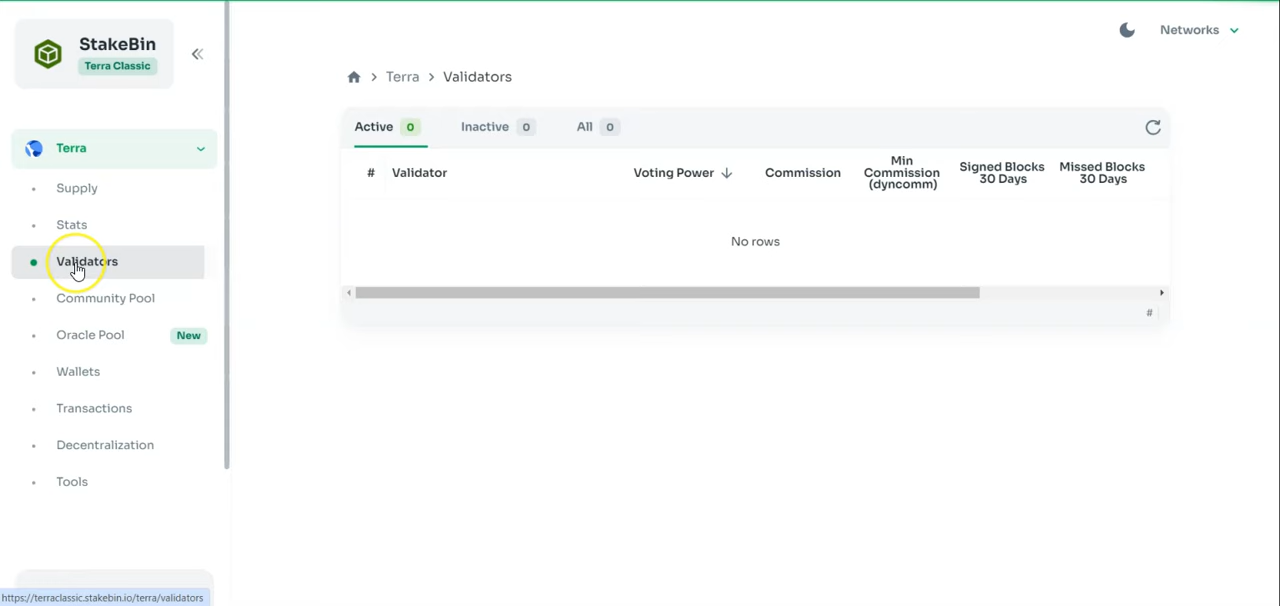 StakeBin
Terra Classic
Networks
Terra
Supply
Stats
Validators
Community Pool
Oracle Pool New
Wallets
Transactions
Decentralization
Tools
Terra Validators
Active 0 Inactive 0 All 0
# Validator Voting Power Commission Min Commission (dyncomm) Signed Blocks 30 Days Missed Blocks 30 Days
No rows
#
https://terraclassic.stakebin.io/terra/validators